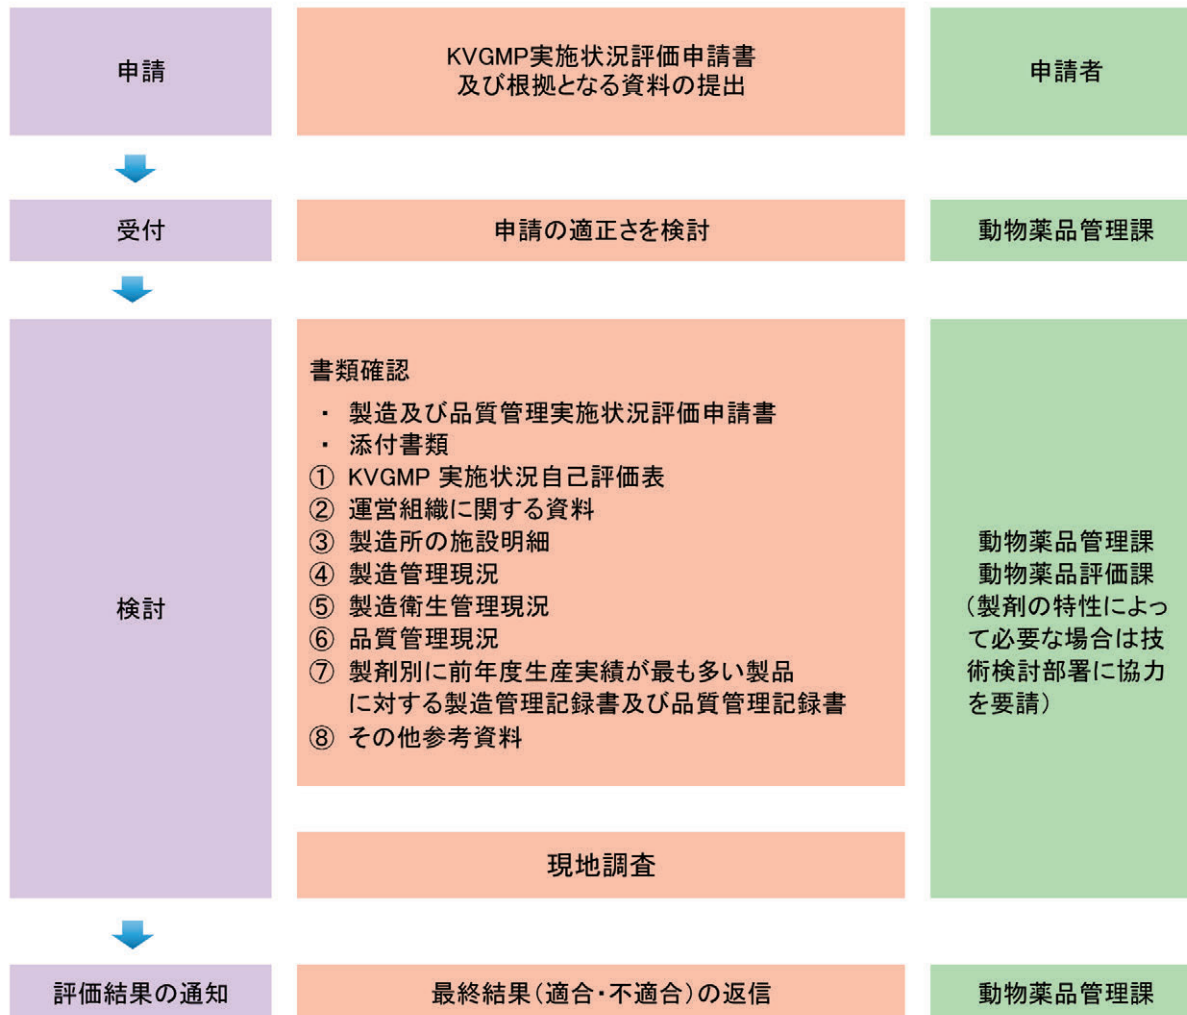 申請
KVGMP実施状況評価申請書
及び根拠となる資料の提出
申請者
受付
申請の適正さを検討
動物薬品管理課
検討
書類確認
・ 製造及び品質管理実施状況評価申請書
・ 添付書類
① KVGMP 実施状況自己評価表
② 運営組織に関する資料
③ 製造所の施設明細
④ 製造管理現況
⑤ 製造衛生管理現況
⑥ 品質管理現況
⑦ 製剤別に前年度生産実績が最も多い製品
に対する製造管理記録書及び品質管理記録書
⑧ その他参考資料
現地調査
動物薬品管理課
動物薬品評価課
（製剤の特性によっ
て必要な場合は技
術検討部署に協力
を要請）
評価結果の通知
最終結果（適合・不適合）の返信
動物薬品管理課